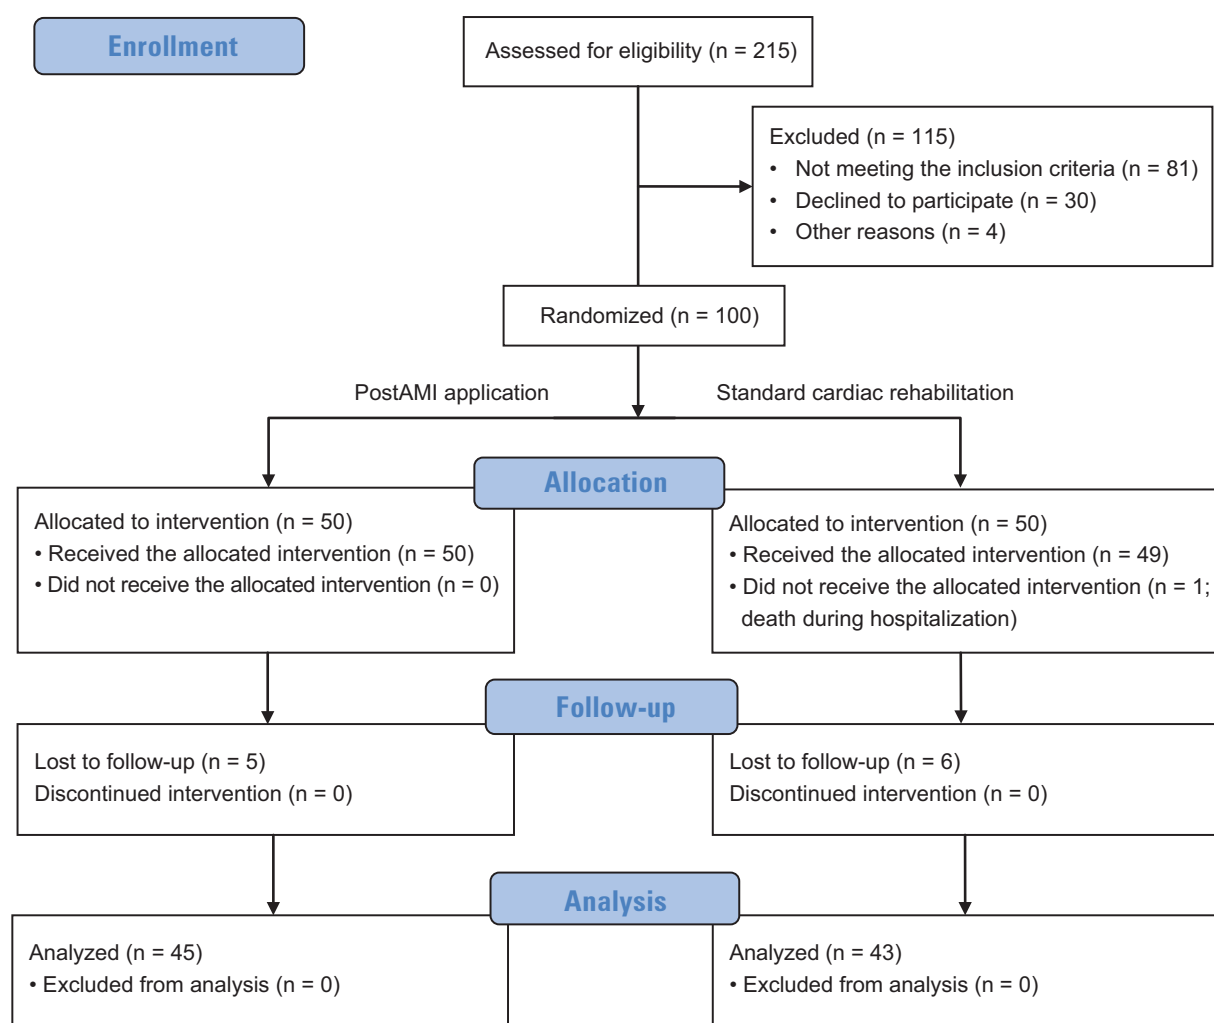 Enrollment
Assessed for eligibility (n = 215)
Excluded (n = 115)
• Not meeting the inclusion criteria (n = 81)
• Declined to participate (n = 30)
• Other reasons (n = 4)
Randomized (n = 100)
PostAMI application
Standard cardiac rehabilitation
Allocation
Allocated to intervention (n = 50)
• Received the allocated intervention (n = 50)
• Did not receive the allocated intervention (n = 0)
Allocated to intervention (n = 50)
• Received the allocated intervention (n = 49)
• Did not receive the allocated intervention (n = 1;
death during hospitalization)
Follow-up
Lost to follow-up (n = 5)
Discontinued intervention (n = 0)
Lost to follow-up (n = 6)
Discontinued intervention (n = 0)
Analysis
Analyzed (n = 45)
• Excluded from analysis (n = 0)
Analyzed (n = 43)
• Excluded from analysis (n = 0)